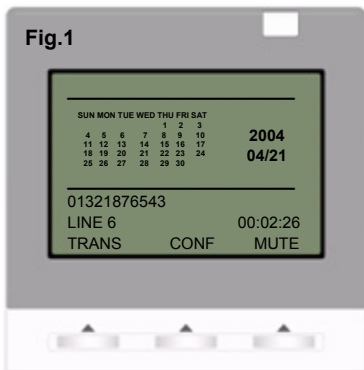 Fig.1
SUN MON TUE WED THU FRI SAT
1 2 3
4 5 6 7 8 9 10
2004
11 12 13 14 15 16 17
18 19 20 21 22 23 24
04/21
25 26 27 28 29 30
01321876543
LINE 6 00:02:26
TRANS CONF MUTE